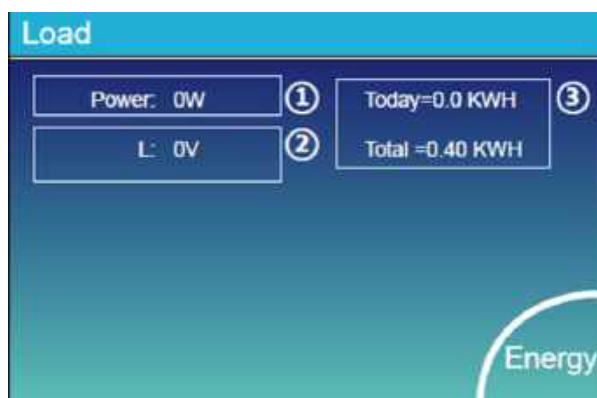 Load
Power: 0W ① Today=0.0 KWH ③
L: 0V ② Total =0.40 KWH
Energy